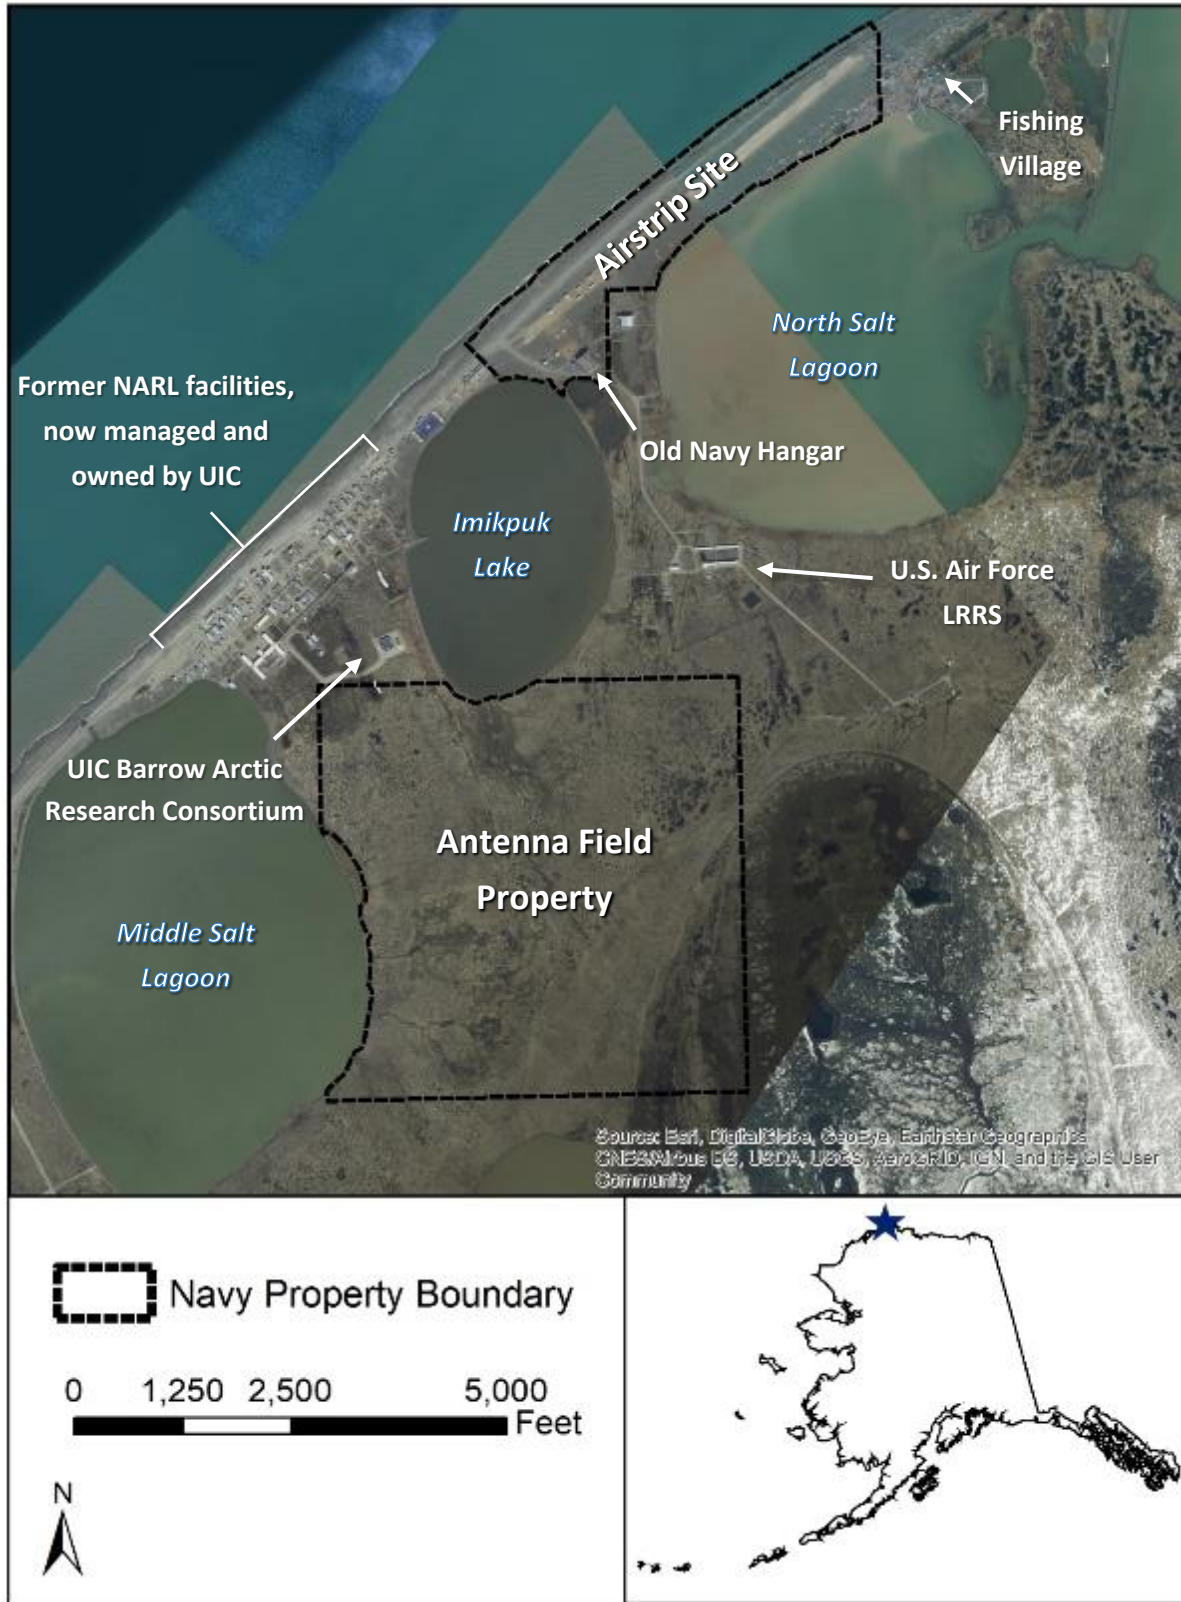 Fishing
Village
Airstrip Site
North Salt
Lagoon
Former NARL facilities,
now managed and
owned by UIC
Old Navy Hangar
Imikpuk
Lake
U.S. Air Force
LRRS
UIC Barrow Arctic
Research Consortium
Antenna Field
Property
Middle Salt
Lagoon
Source: Esri, DigitalGlobe, GeoEye, Earthstar Geographics,
CNES/Airbus DS, USDA, USGS, AeroGRID, IGN, and the GIS User
Community
Navy Property Boundary
0 1,250 2,500 5,000
Feet
N